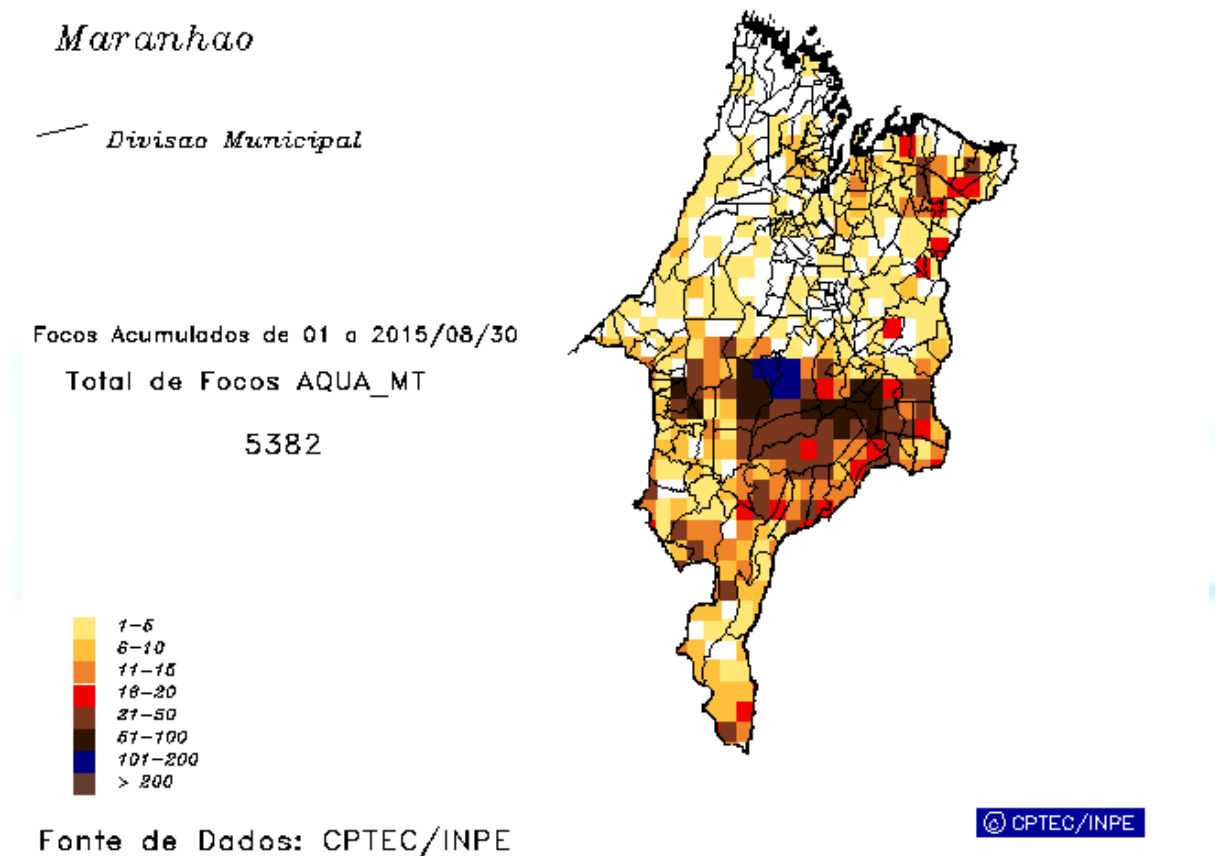 Maranhao
Divisao Municipal
Focos Acumulados de 01 a 2015/08/30
Total de Focos AQUA_MT
5382
1-5
6-10
11-15
16-20
21-50
51-100
101-200
> 200
Fonte de Dados: CPTEC/INPE
© CPTEC/INPE